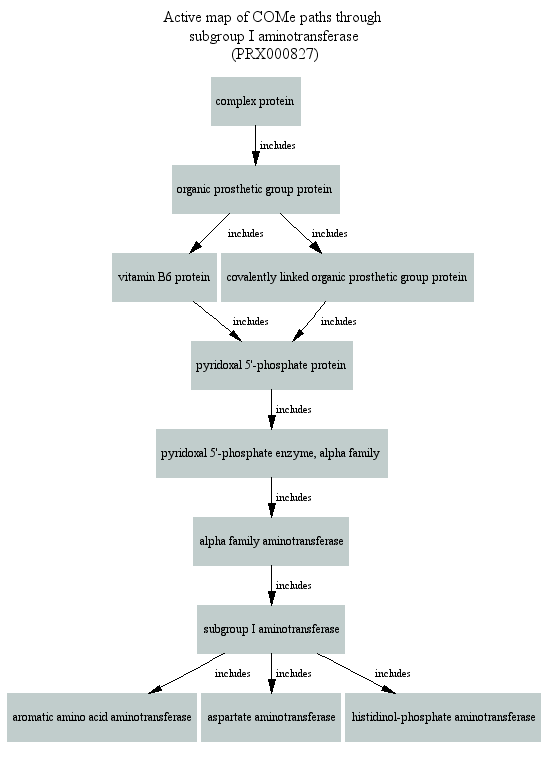 Active map of COMe paths through
subgroup I aminotransferase
(PRX000827)
complex protein
includes
organic prosthetic group protein
includes
includes
vitamin B6 protein
covalently linked organic prosthetic group protein
includes
includes
pyridoxal 5'-phosphate protein
includes
pyridoxal 5'-phosphate enzyme, alpha family
includes
alpha family aminotransferase
includes
subgroup I aminotransferase
includes
includes
includes
aromatic amino acid aminotransferase
aspartate aminotransferase
histidinol-phosphate aminotransferase